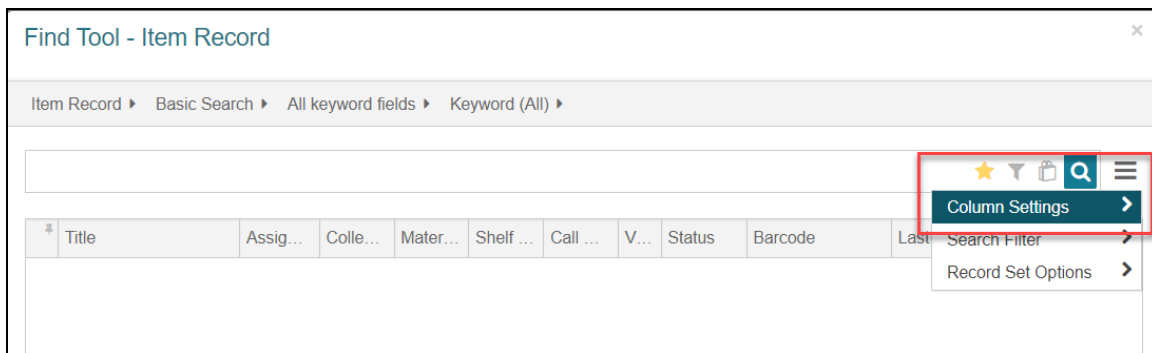 Find Tool - Item Record
Item Record Basic Search All keyword fields Keyword (All)
Column Settings
Title Assig... Colle... Mater... Shelf ... Call ... V... Status Barcode Last
Search Filter
Record Set Options